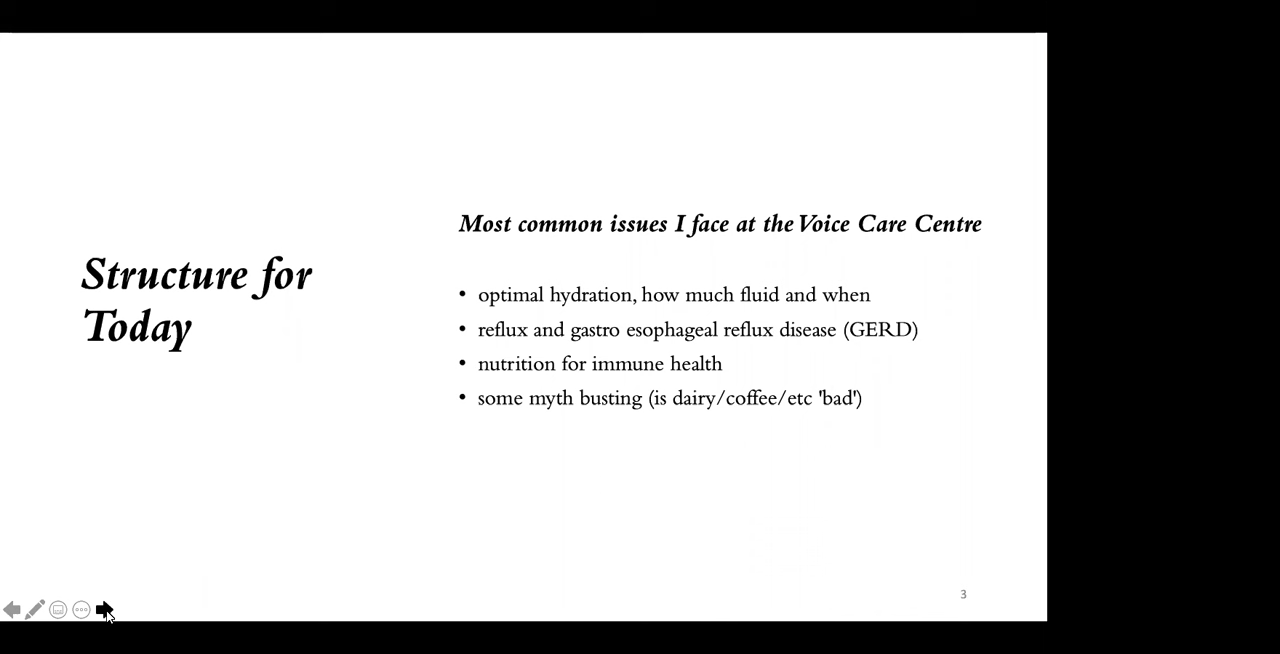 Structure for
Today
Most common issues I face at the Voice Care Centre
• optimal hydration, how much fluid and when
• reflux and gastro esophageal reflux disease (GERD)
• nutrition for immune health
• some myth busting (is dairy/coffee/etc 'bad')
3